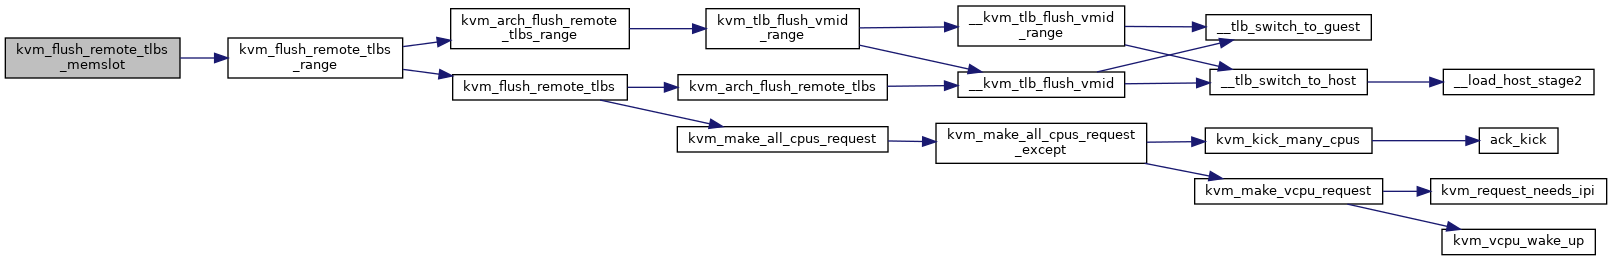 kvm_flush_remote_tlbs
_memslot
kvm_flush_remote_tlbs
_range
kvm_arch_flush_remote
_tlbs_range
kvm_flush_remote_tlbs
kvm_tlb_flush_vmid
_range
kvm_arch_flush_remote_tlbs
kvm_make_all_cpus_request
__kvm_tlb_flush_vmid
_range
__kvm_tlb_flush_vmid
kvm_make_all_cpus_request
_except
__tlb_switch_to_guest
__tlb_switch_to_host
__load_host_stage2
kvm_kick_many_cpus
ack_kick
kvm_make_vcpu_request
kvm_request_needs_ipi
kvm_vcpu_wake_up